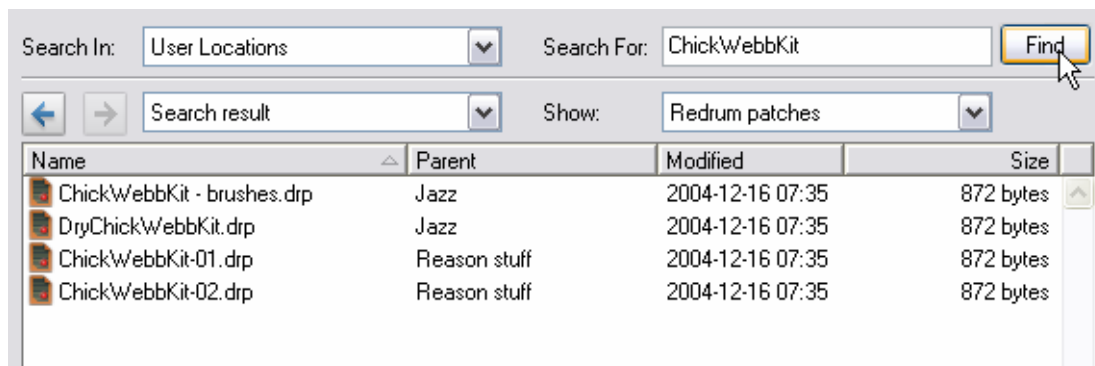 Search In: User Locations Search For: ChickWebbKit Find
Search result Show: Redrum patches
Name Parent Modified Size
ChickWebbKit - brushes.drp Jazz 2004-12-16 07:35 872 bytes
DryChickWebbKit.drp Jazz 2004-12-16 07:35 872 bytes
ChickWebbKit-01.drp Reason stuff 2004-12-16 07:35 872 bytes
ChickWebbKit-02.drp Reason stuff 2004-12-16 07:35 872 bytes